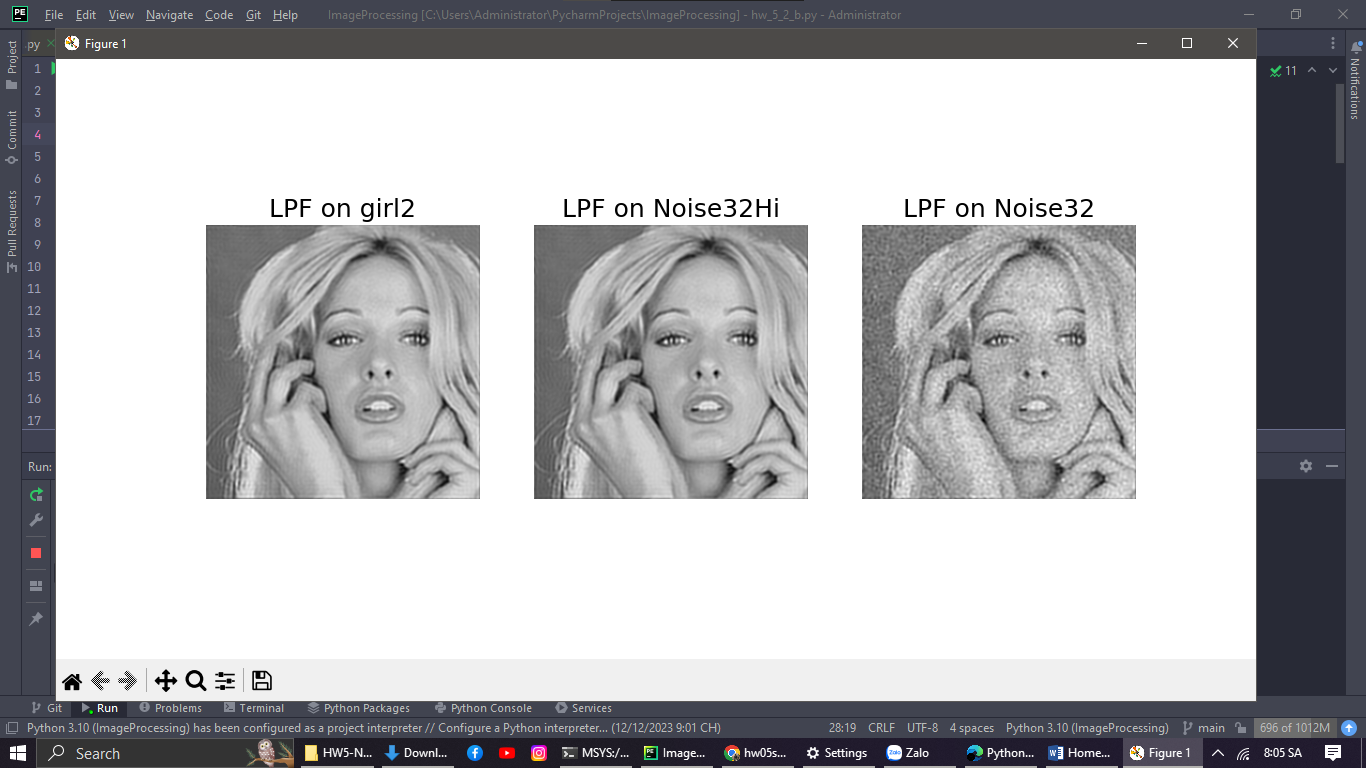 PE File Edit View Navigate Code Git Help ImageProcessing [C:\Users\Administrator\PycharmProjects\ImageProcessing] - hw_5_2_b.py - Administrator
Project
Commit
Pull Requests
.py
Figure 1
11
Notifications
1
2
3
4
5
6
7
8
9
10
11
12
13
14
15
16
17
LPF on girl2 LPF on Noise32Hi LPF on Noise32
Run:
Git Run Problems Terminal Python Packages Python Console Services
Python 3.10 (ImageProcessing) has been configured as a project interpreter // Configure a Python interpreter... (12/12/2023 9:01 CH) 28:19 CRLF UTF-8 4 spaces Python 3.10 (ImageProcessing) main 696 of 1012M
Search HW5-N... Downl... MSYS:/... PE Image... hw05s... Settings Zalo Zalo Python... Home... Figure 1 8:05 SA